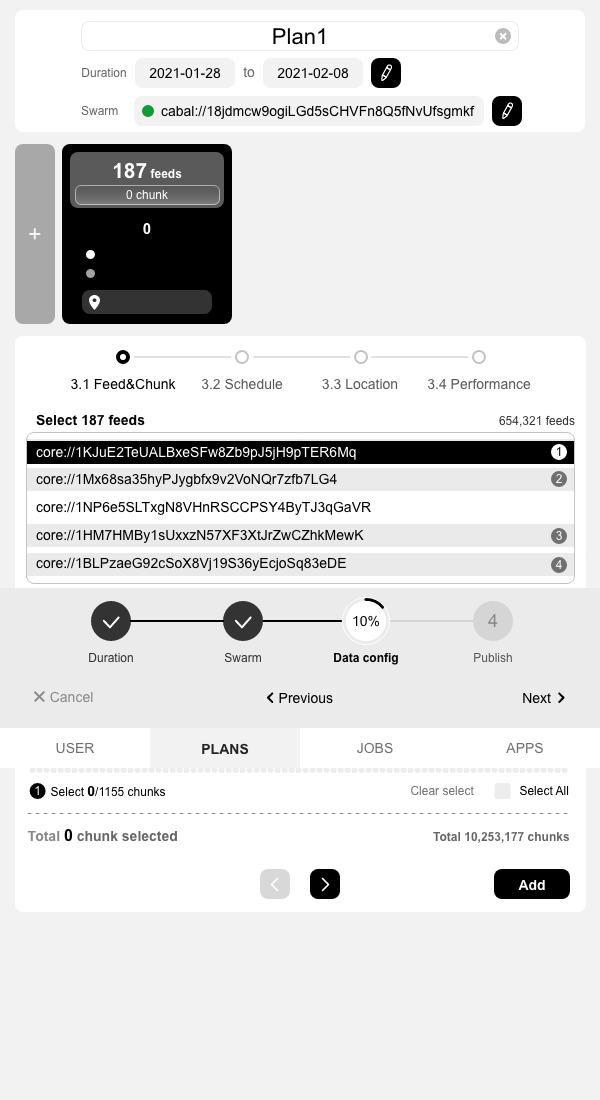 Plan1
Duration 2021-01-28 to 2021-02-08
Swarm cabal://18jdmcw9ogiLGd5sCHVFn8Q5fNvUfsgmkf
187 feeds
0 chunk
+
0
3.1 Feed&Chunk 3.2 Schedule 3.3 Location 3.4 Performance
Select 187 feeds 654,321 feeds
core://1KJuE2TeUALBxeSFw8Zb9pJ5jH9pTER6Mq 1
core://1Mx68sa35hyPJygbfx9v2VoNQr7zfb7LG4 2
core://1NP6e5SLTxgN8VHnRSCCPSY4ByTJ3qGaVR
core://1HM7HMBy1sUxxzN57XF3XtJrZwCZhkMewK 3
core://1BLPzaeG92cSoX8Vj19S36yEcjoSq83eDE 4
10% 4
Duration Swarm Data config Publish
Cancel Previous Next
USER PLANS JOBS APPS
1 Select 0/1155 chunks Clear select Select All
Total 0 chunk selected Total 10,253,177 chunks
Add